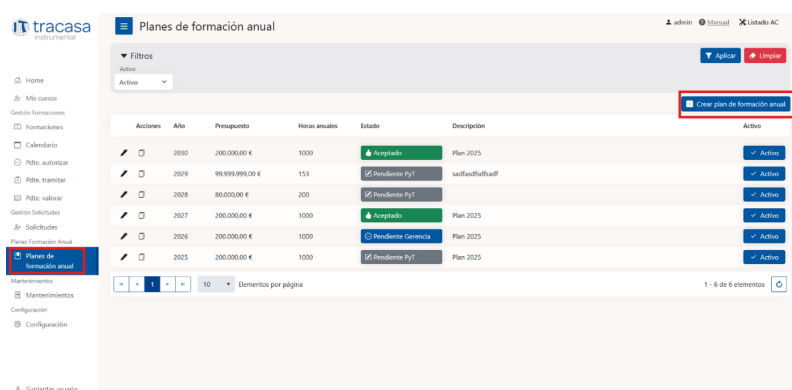 tracasa
instrumental
Planes de formación anual
admin Manual Listado AC
Filtros
Aplicar Limpiar
Activo
Activo
Crear plan de formación anual
Home
Mis cursos
Gestión Formaciones
Formaciones
Calendario
Pdte. autorizar
Pdte. tramitar
Pdte. valorar
Gestión Solicitudes
Solicitudes
Planes Formación Anual
Planes de
formación anual
Mantenimientos
Mantenimientos
Configuración
Configuración
Suplantar usuario
Acciones Año Presupuesto Horas anuales Estado Descripción Activo
2030 200.000,00 € 1000 Aceptado Plan 2025 Activo
2029 99.999.999,00 € 153 Pendiente PyT sadfasdfsdfsadf Activo
2028 80.000,00 € 200 Pendiente PyT Activo
2027 200.000,00 € 1000 Aceptado Plan 2025 Activo
2026 200.000,00 € 1000 Pendiente Gerencia Plan 2025 Activo
2025 200.000,00 € 1000 Pendiente PyT Plan 2025 Activo
1 10 Elementos por página 1 - 6 de 6 elementos